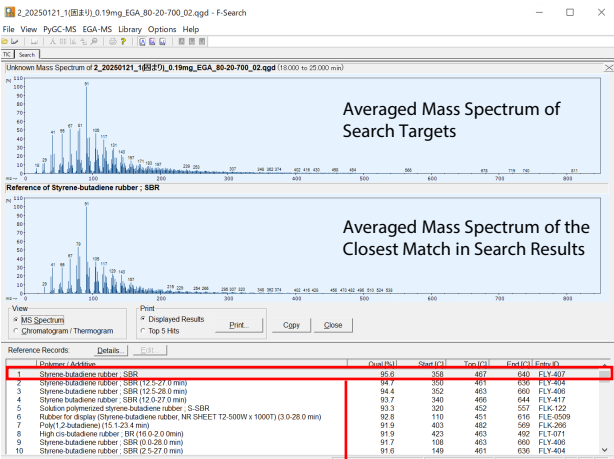 2_20250121_1(固まり)_0.19mg_EGA_80-20-700_02.qgd - F-Search
File View PyGC-MS EGA-MS Library Options Help
TIC Search
Unknown Mass Spectrum of 2_20250121_1(固まり)_0.19mg_EGA_80-20-700_02.qgd (18.000 to 25.000 min)
Averaged Mass Spectrum of
Search Targets
Reference of Styrene-butadiene rubber ; SBR
Averaged Mass Spectrum of the
Closest Match in Search Results
View
MS Spectrum
Chromatogram / Thermogram
Print
Displayed Results
Top 5 Hits
Print...
Copy
Close
Reference Records: Details... Edit...
Polymer / Additive Qual [%] Start [C] Top [C] End [C] Entry ID
1 Styrene-butadiene rubber ; SBR 95.6 358 467 640 FLY-407
2 Styrene-butadiene rubber ; SBR (12.5-27.0 min) 94.7 350 461 636 FLY-404
3 Styrene-butadiene rubber ; SBR (12.5-28.0 min) 94.4 352 463 660 FLY-406
4 Styrene-butadiene rubber ; SBR (12.0-27.0 min) 93.7 340 466 644 FLY-417
5 Solution polymerized styrene-butadiene rubber ; S-SBR 93.3 320 452 557 FLK-122
6 Rubber for display (Styrene-butadiene rubber, NR SHEET T2-500W x 1000T) (3.0-28.0 min) 92.8 110 451 616 FLE-0509
7 Poly(1,2-butadiene) (15.1-23.4 min) 91.9 403 482 569 FLK-266
8 High cis-butadiene rubber ; BR (16.0-2.0 0min) 91.9 423 463 492 FLT-071
9 Styrene-butadiene rubber ; SBR (0.0-28.0 min) 91.7 108 463 660 FLY-406
10 Styrene-butadiene rubber ; SBR (2.5-27.0 min) 91.6 149 461 636 FLY-404